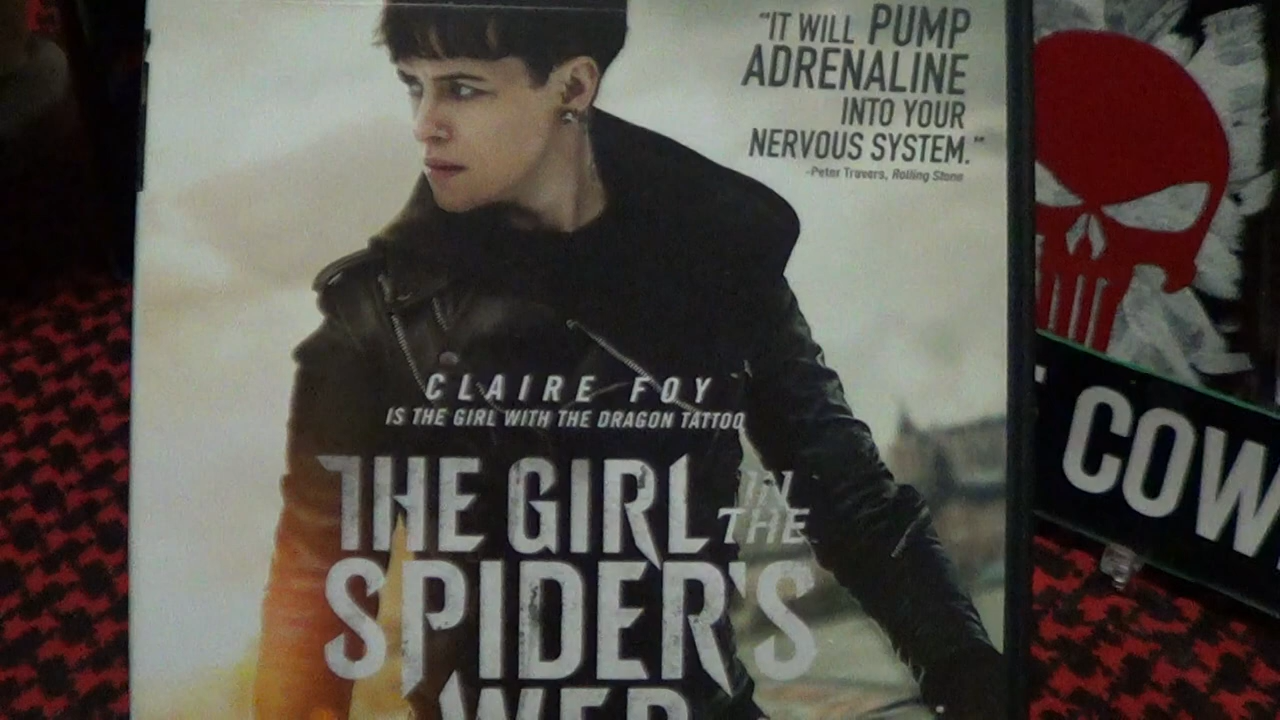 "IT WILL PUMP
ADRENALINE
INTO YOUR
NERVOUS SYSTEM."
-Peter Travers, Rolling Stone
CLAIRE FOY
IS THE GIRL WITH THE DRAGON TATTOO
THE GIRL IN THE
SPIDER'S
WEB
COW